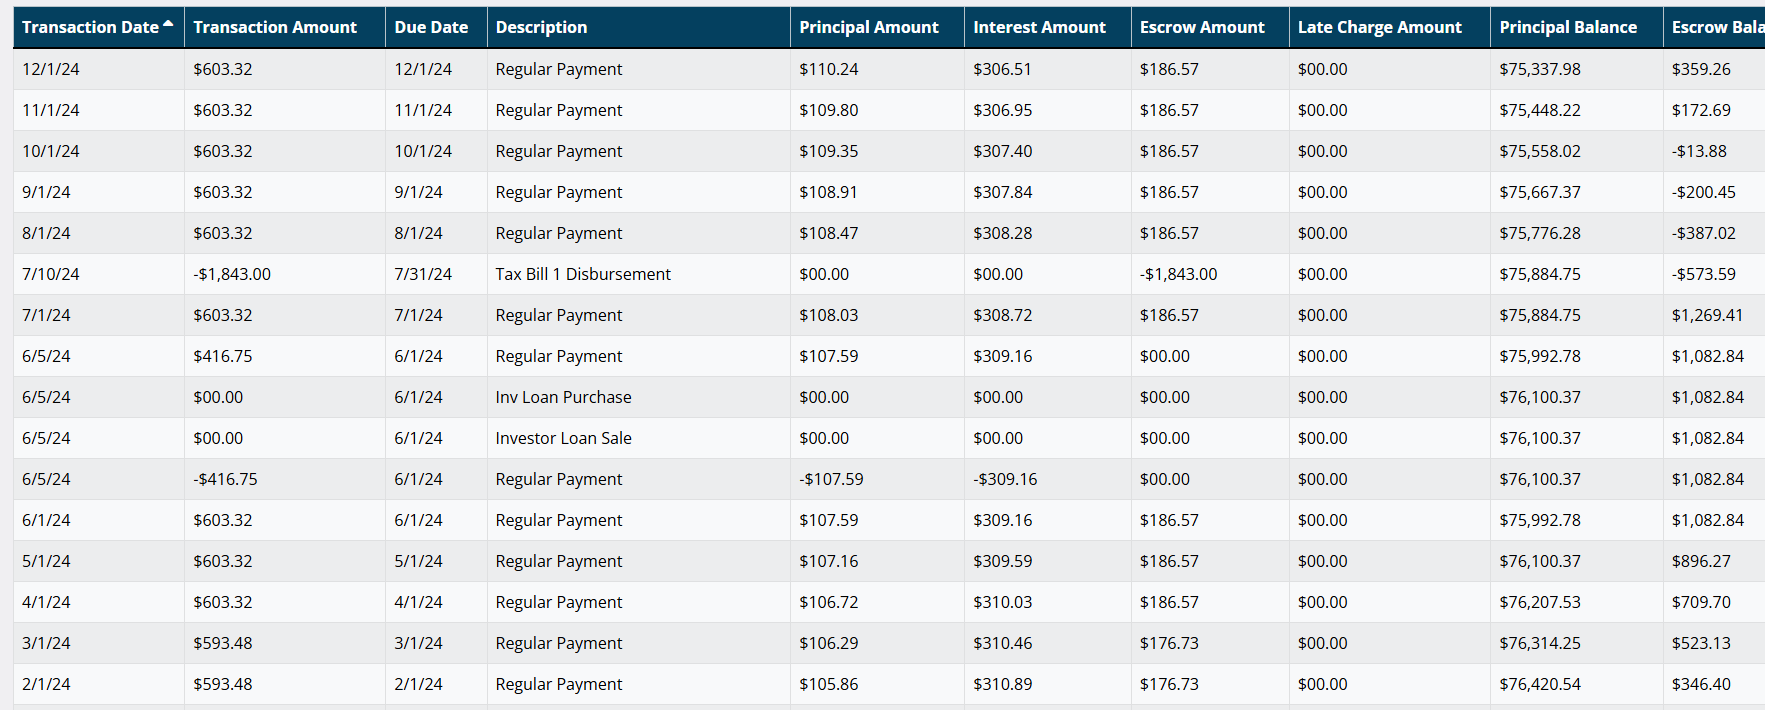 Transaction Date Transaction Amount Due Date Description Principal Amount Interest Amount Escrow Amount Late Charge Amount Principal Balance Escrow Bala
12/1/24 $603.32 12/1/24 Regular Payment $110.24 $306.51 $186.57 $00.00 $75,337.98 $359.26
11/1/24 $603.32 11/1/24 Regular Payment $109.80 $306.95 $186.57 $00.00 $75,448.22 $172.69
10/1/24 $603.32 10/1/24 Regular Payment $109.35 $307.40 $186.57 $00.00 $75,558.02 -$13.88
9/1/24 $603.32 9/1/24 Regular Payment $108.91 $307.84 $186.57 $00.00 $75,667.37 -$200.45
8/1/24 $603.32 8/1/24 Regular Payment $108.47 $308.28 $186.57 $00.00 $75,776.28 -$387.02
7/10/24 -$1,843.00 7/31/24 Tax Bill 1 Disbursement $00.00 $00.00 -$1,843.00 $00.00 $75,884.75 -$573.59
7/1/24 $603.32 7/1/24 Regular Payment $108.03 $308.72 $186.57 $00.00 $75,884.75 $1,269.41
6/5/24 $416.75 6/1/24 Regular Payment $107.59 $309.16 $00.00 $00.00 $75,992.78 $1,082.84
6/5/24 $00.00 6/1/24 Inv Loan Purchase $00.00 $00.00 $00.00 $00.00 $76,100.37 $1,082.84
6/5/24 $00.00 6/1/24 Investor Loan Sale $00.00 $00.00 $00.00 $00.00 $76,100.37 $1,082.84
6/5/24 -$416.75 6/1/24 Regular Payment -$107.59 -$309.16 $00.00 $00.00 $76,100.37 $1,082.84
6/1/24 $603.32 6/1/24 Regular Payment $107.59 $309.16 $186.57 $00.00 $75,992.78 $1,082.84
5/1/24 $603.32 5/1/24 Regular Payment $107.16 $309.59 $186.57 $00.00 $76,100.37 $896.27
4/1/24 $603.32 4/1/24 Regular Payment $106.72 $310.03 $186.57 $00.00 $76,207.53 $709.70
3/1/24 $593.48 3/1/24 Regular Payment $106.29 $310.46 $176.73 $00.00 $76,314.25 $523.13
2/1/24 $593.48 2/1/24 Regular Payment $105.86 $310.89 $176.73 $00.00 $76,420.54 $346.40